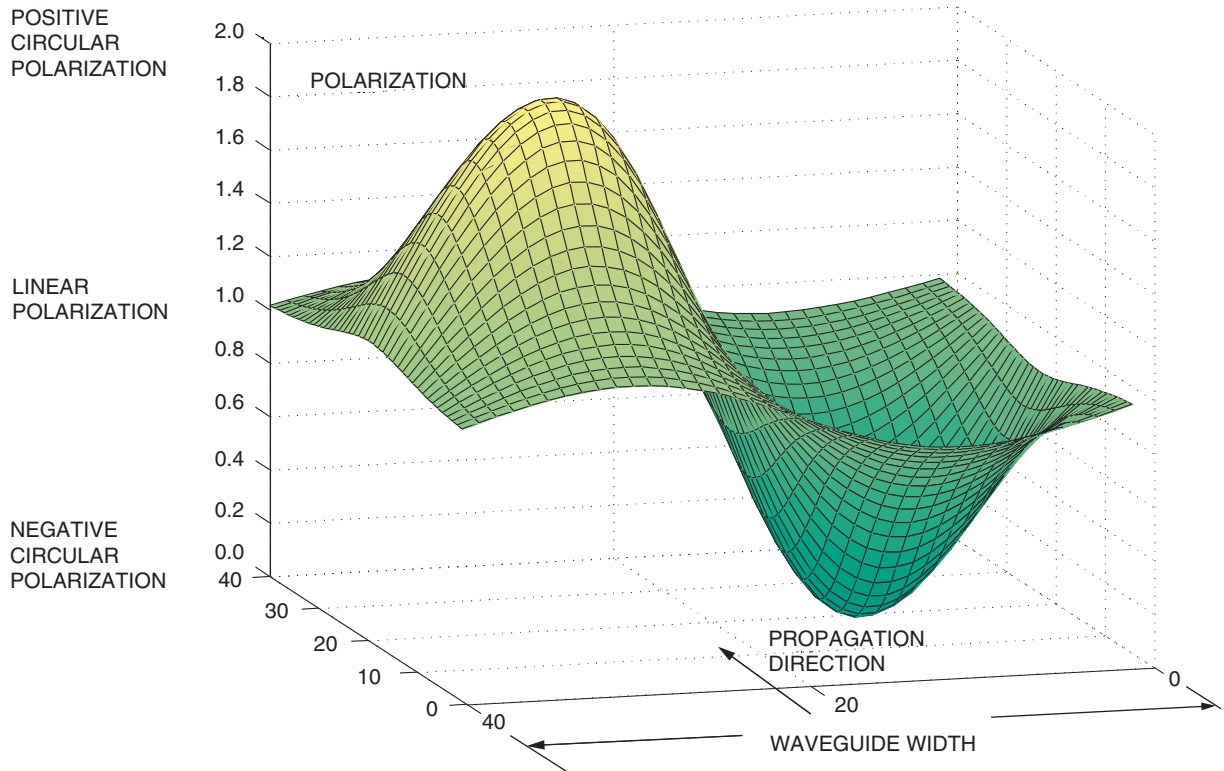 POSITIVE
CIRCULAR
POLARIZATION
2.0
1.8
POLARIZATION
1.6
1.4
1.2
LINEAR
POLARIZATION
1.0
0.8
0.6
0.4
0.2
NEGATIVE
CIRCULAR
POLARIZATION
0.0
40
30
20
10
0
40
PROPAGATION
DIRECTION
20
0
WAVEGUIDE WIDTH